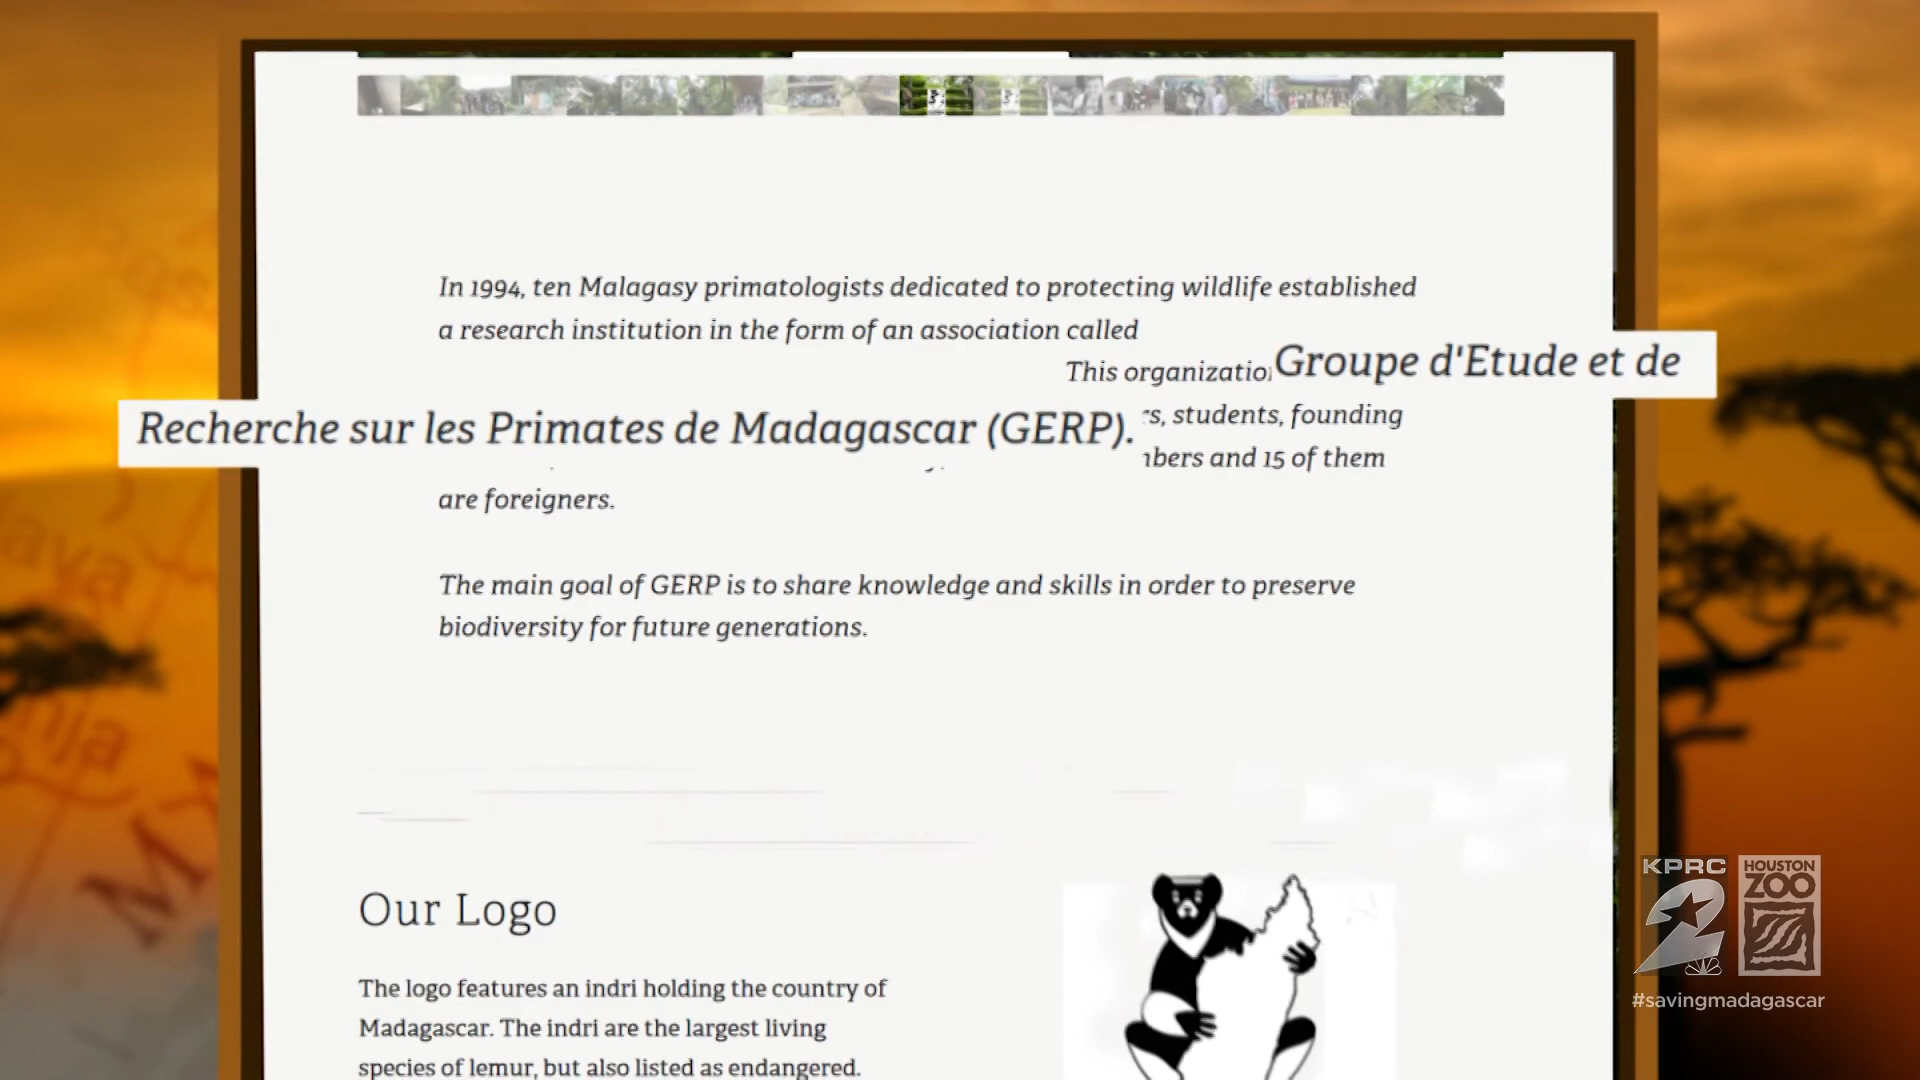 In 1994, ten Malagasy primatologists dedicated to protecting wildlife established
a research institution in the form of an association called
Groupe d'Etude et de
Recherche sur les Primates de Madagascar (GERP).
This
students, founding
and 15 of them
are foreigners.
The main goal of GERP is to share knowledge and skills in order to preserve
biodiversity for future generations.
Our Logo
The logo features an indri holding the country of
Madagascar. The indri are the largest living
species of lemur, but also listed as endangered.
KPRC
2
HOUSTON
ZOO
#savingmadagascar